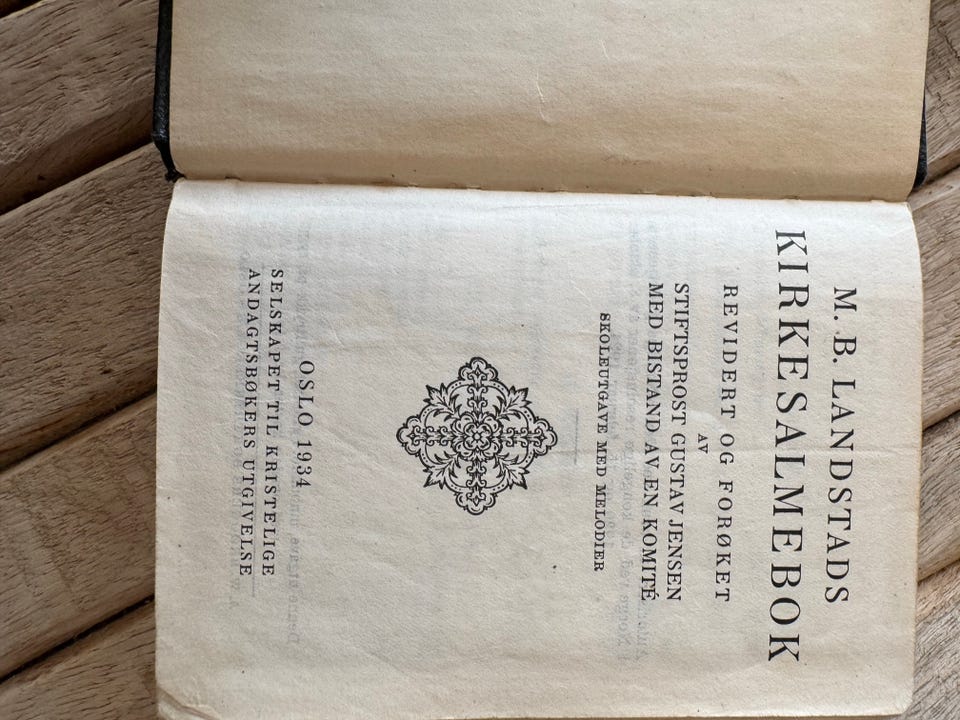 M. B. LANDSTADS
KIRKESALMEBOK
REVIDERT OG FORØKET
AV
STIFTSPROST GUSTAV JENSEN
MED BISTAND AV EN KOMITÉ
SKOLEUTGAVE MED MELODIER
OSLO 1934
SELSKAPET TIL KRISTELIGE
ANDAGTSBØKERS UTGIVELSE